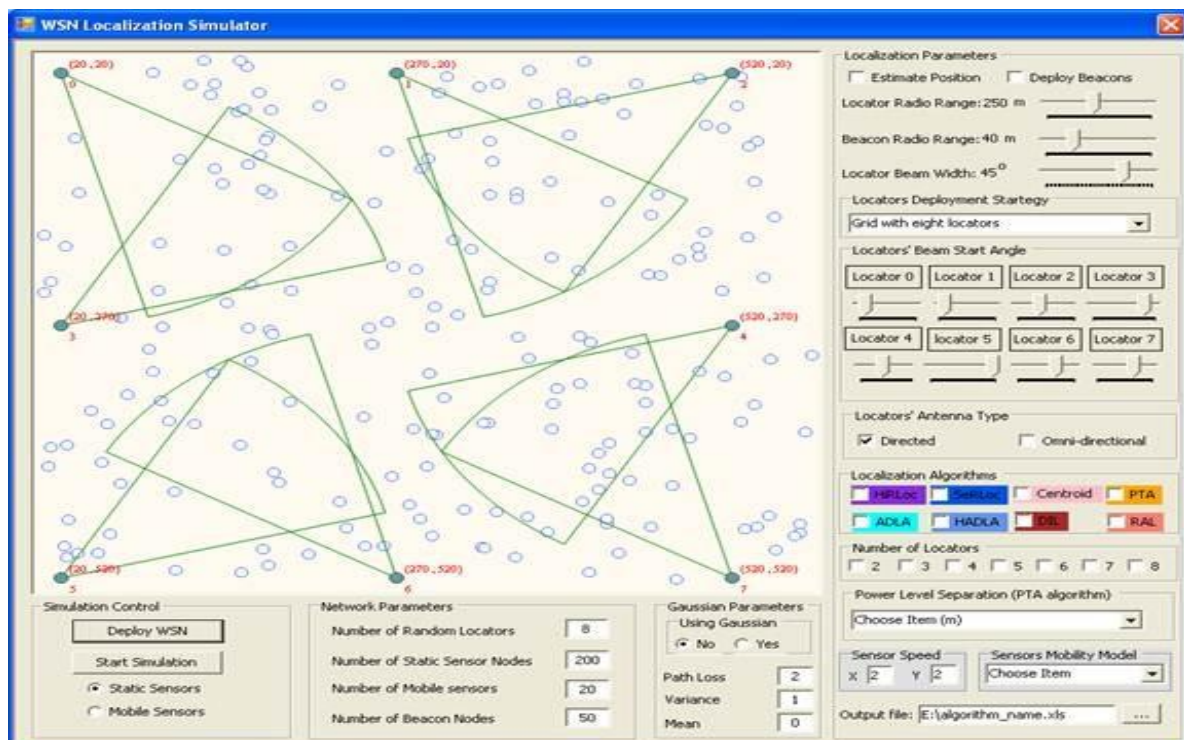 WSN Localization Simulator
(20,20)
0
(270,20)
1
(520,20)
2
(20,270)
3
(520,270)
4
(20,520)
5
(270,520)
6
(520,520)
7
Simulation Control
Deploy WSN
Start Simulation
Static Sensors
Mobile Sensors
Network Parameters
Number of Random Locators 8
Number of Static Sensor Nodes 200
Number of Mobile sensors 20
Number of Beacon Nodes 50
Gaussian Parameters
Using Gaussian
No Yes
Path Loss 2
Variance 1
Mean 0
Localization Parameters
Estimate Position Deploy Beacons
Locator Radio Range: 250 m
Beacon Radio Range: 40 m
Locator Beam Width: 45°
Locators Deployment Startegy
Grid with eight locators
Locators' Beam Start Angle
Locator 0 Locator 1 Locator 2 Locator 3
Locator 4 locator 5 Locator 6 Locator 7
Locators' Antenna Type
Directed Omni-directional
Localization Algorithms
HiRLoc SeRLoc Centroid PTA
ADLA HADLA DIL RAL
Number of Locators
2 3 4 5 6 7 8
Power Level Separation (PTA algorithm)
Choose Item (m)
Sensor Speed
X 2 Y 2
Sensors Mobility Model
Choose Item
Output file: E:\algorithm_name.xls ...